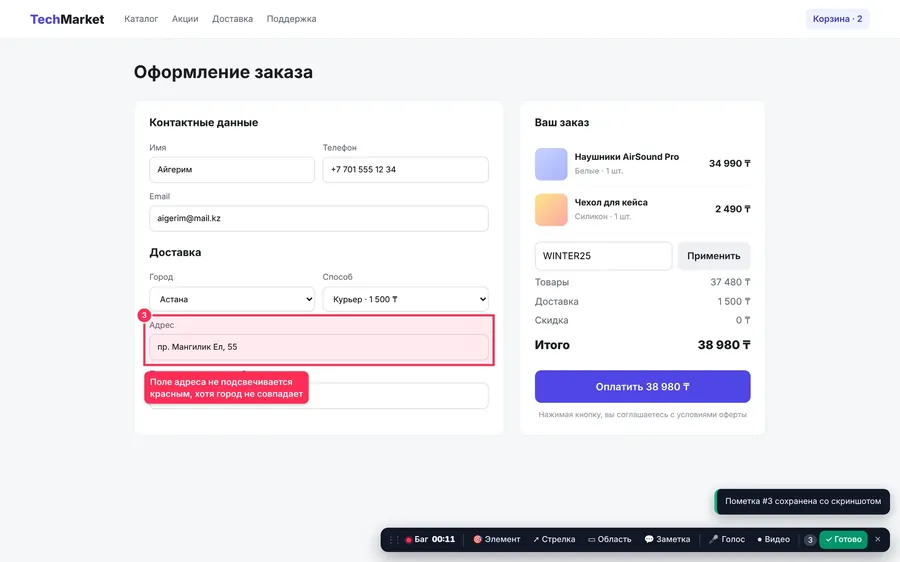 TechMarket Каталог Акции Доставка Поддержка Корзина · 2
Оформление заказа
Контактные данные
Имя Телефон
Айгерим +7 701 555 12 34
Email
aigerim@mail.kz
Доставка
Город Способ
Астана Курьер · 1 500 ₸
3
Адрес
пр. Мангилик Ел, 55
Поле адреса не подсвечивается
красным, хотя город не совпадает
Ваш заказ
Наушники AirSound Pro 34 990 ₸
Белые · 1 шт.
Чехол для кейса 2 490 ₸
Силикон · 1 шт.
WINTER25 Применить
Товары 37 480 ₸
Доставка 1 500 ₸
Скидка 0 ₸
Итого 38 980 ₸
Оплатить 38 980 ₸
Нажимая кнопку, вы соглашаетесь с условиями оферты
Пометка #3 сохранена со скриншотом
Баг 00:11 Элемент Стрелка Область Заметка Голос Видео 3 ✓ Готово ×